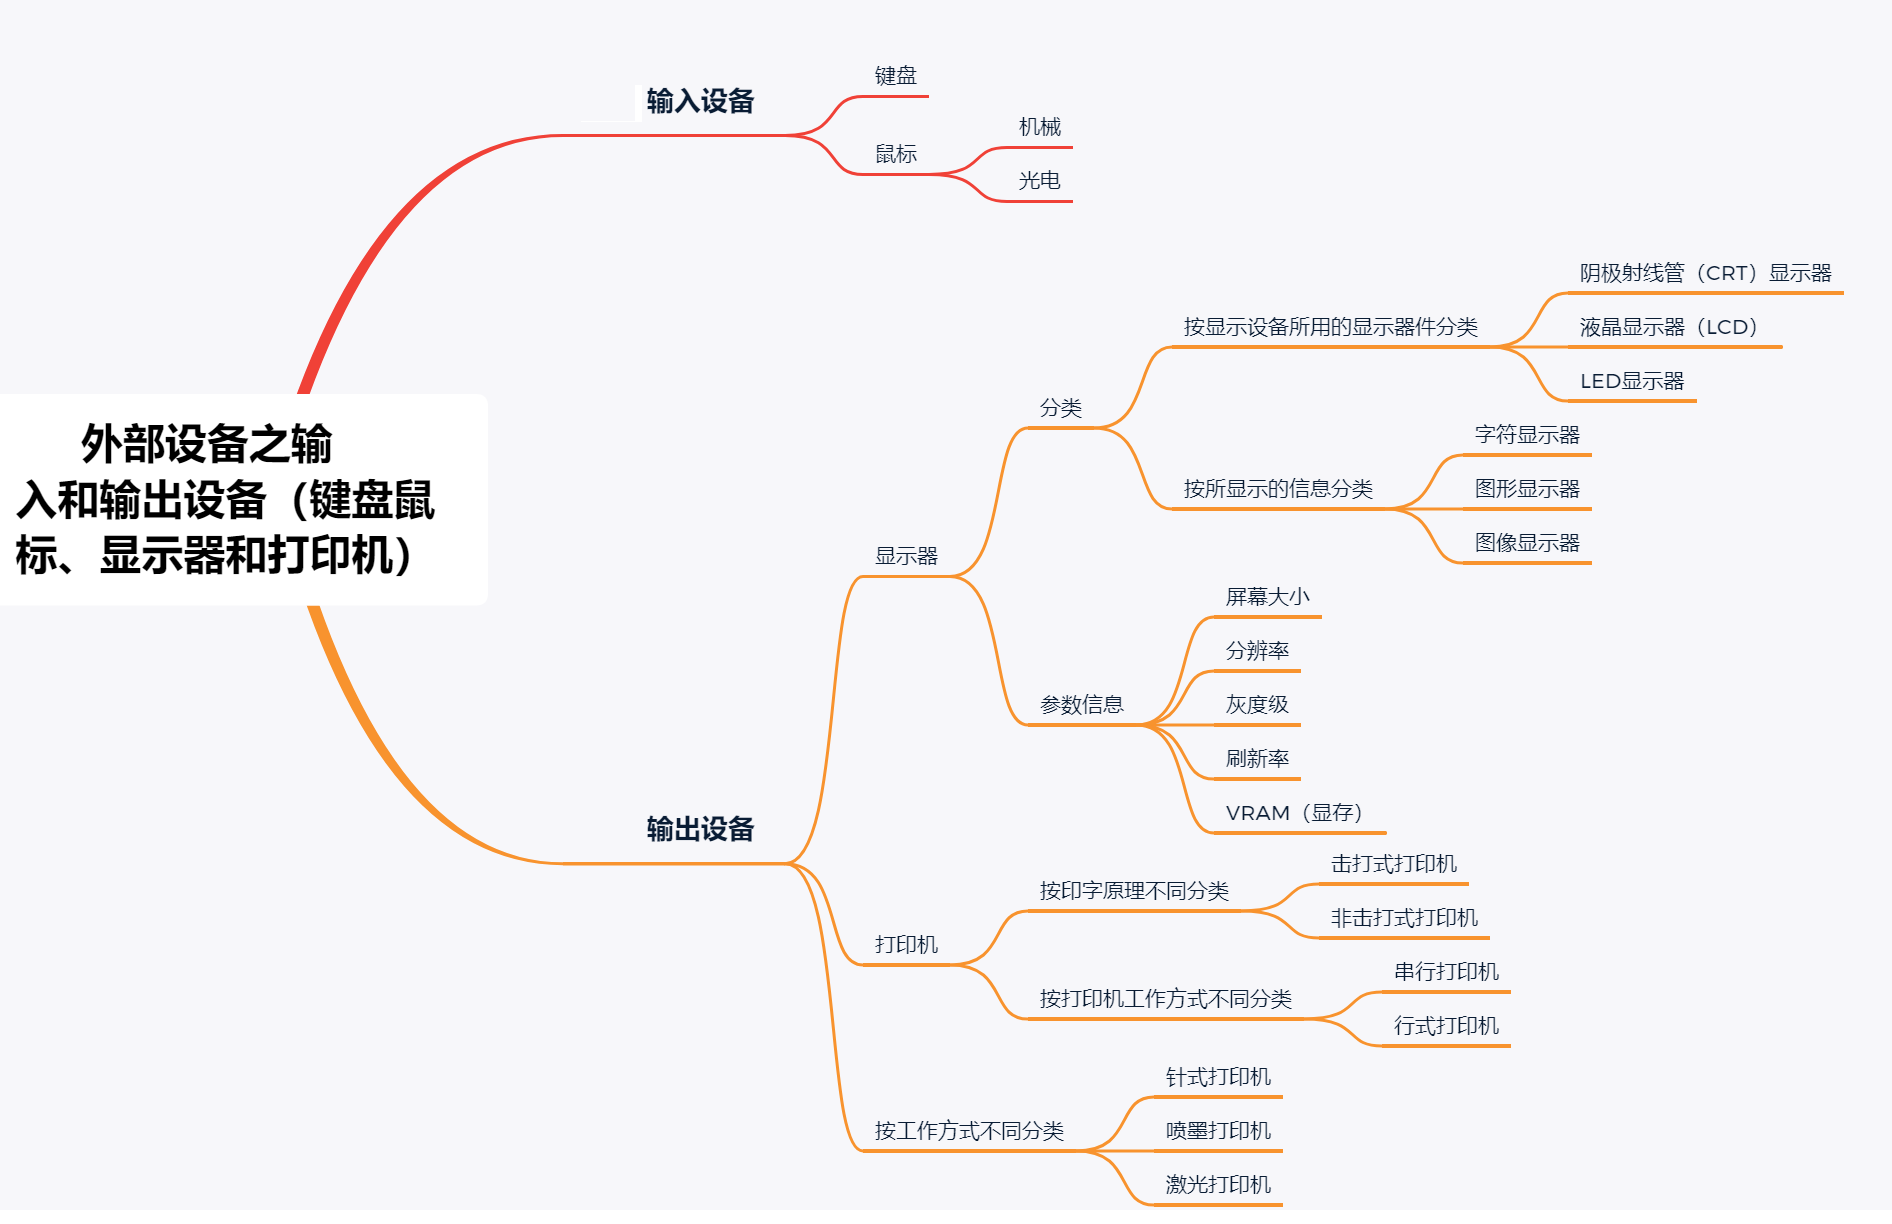 外部设备之输
入和输出设备（键盘鼠
标、显示器和打印机）
输入设备
键盘
鼠标
机械
光电
输出设备
显示器
分类
按显示设备所用的显示器件分类
阴极射线管（CRT）显示器
液晶显示器（LCD）
LED显示器
按所显示的信息分类
字符显示器
图形显示器
图像显示器
参数信息
屏幕大小
分辨率
灰度级
刷新率
VRAM（显存）
打印机
按印字原理不同分类
击打式打印机
非击打式打印机
按打印机工作方式不同分类
串行打印机
行式打印机
按工作方式不同分类
针式打印机
喷墨打印机
激光打印机